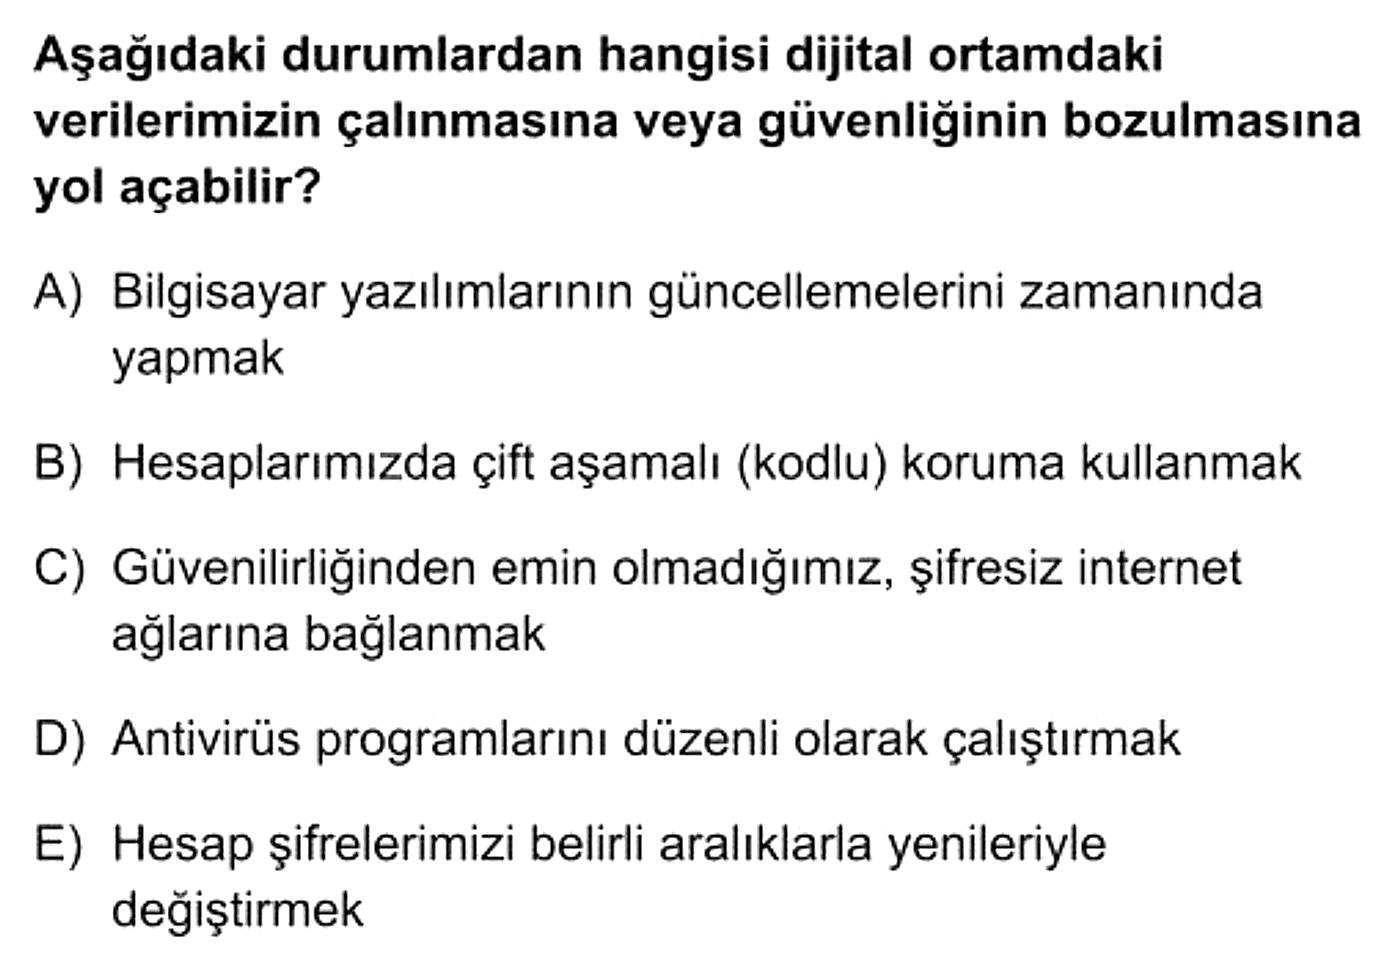 Aşağıdaki durumlardan hangisi dijital ortamdaki
verilerimizin çalınmasına veya güvenliğinin bozulmasına
yol açabilir?
A) Bilgisayar yazılımlarının güncellemelerini zamanında
yapmak
B) Hesaplarımızda çift aşamalı (kodlu) koruma kullanmak
C) Güvenilirliğinden emin olmadığımız, şifresiz internet
ağlarına bağlanmak
D) Antivirüs programlarını düzenli olarak çalıştırmak
E) Hesap şifrelerimizi belirli aralıklarla yenileriyle
değiştirmek